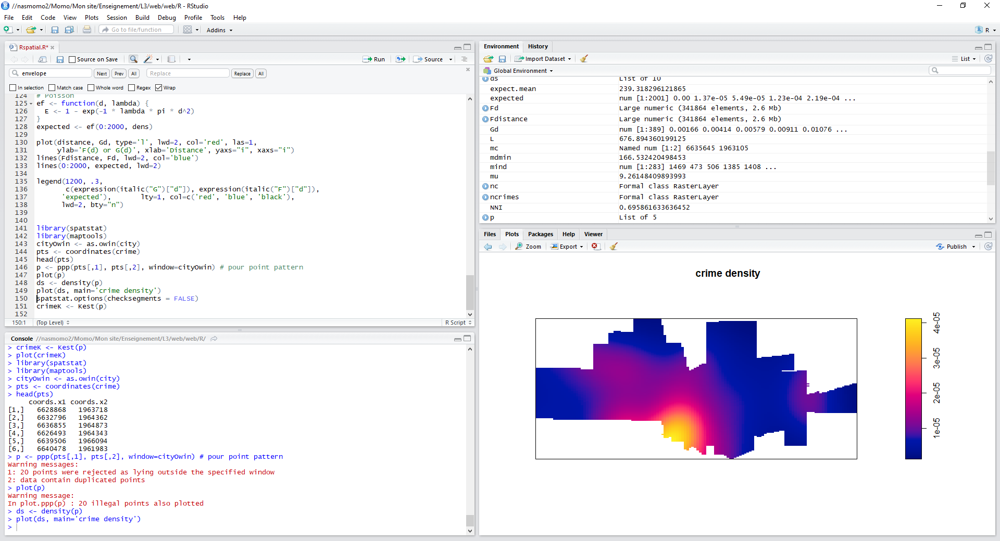 //nasmomo2/Momo/Mon site/Enseignement/L3/web/web/R - RStudio
File Edit Code View Plots Session Build Debug Profile Tools Help
Go to file/function Addins R
Rspatial.R*
Source on Save Run Source
envelope Next Prev All Replace Replace All
In selection Match case Whole word Regex Wrap
124 # Poisson
125 ef <- function(d, lambda) {
126 E <- 1 - exp(-1 * lambda * pi * d^2)
127 }
128 expected <- ef(0:2000, dens)
129
130 plot(distance, Gd, type='l', lwd=2, col='red', las=1,
131 ylab='F(d) or G(d)', xlab='Distance', yaxs="i", xaxs="i")
132 lines(Fdistance, Fd, lwd=2, col='blue')
133 lines(0:2000, expected, lwd=2)
134
135 legend(1200, .3,
136 c(expression(italic("G")["d"]), expression(italic("F")["d"]),
137 'expected'), lty=1, col=c('red', 'blue', 'black'),
138 lwd=2, bty="n")
139
140
141 library(spatstat)
142 library(maptools)
143 cityOwin <- as.owin(city)
144 pts <- coordinates(crime)
145 head(pts)
146 p <- ppp(pts[,1], pts[,2], window=cityOwin) # pour point pattern
147 plot(p)
148 ds <- density(p)
149 plot(ds, main='crime density')
150 spatstat.options(checksegments = FALSE)
151 crimeK <- Kest(p)
152
150:1 (Top Level) R Script
Console //nasmomo2/Momo/Mon site/Enseignement/L3/web/web/R/
> crimeK <- Kest(p)
> plot(crimeK)
> library(spatstat)
> library(maptools)
> cityOwin <- as.owin(city)
> pts <- coordinates(crime)
> head(pts)
coords.x1 coords.x2
[1,] 6628868 1963718
[2,] 6632796 1964362
[3,] 6636855 1964873
[4,] 6626493 1964343
[5,] 6639506 1966094
[6,] 6640478 1961983
> p <- ppp(pts[,1], pts[,2], window=cityOwin) # pour point pattern
Warning messages:
1: 20 points were rejected as lying outside the specified window
2: data contain duplicated points
> plot(p)
Warning message:
In plot.ppp(p) : 20 illegal points also plotted
> ds <- density(p)
> plot(ds, main='crime density')
>
Environment History
Import Dataset List
Global Environment
ds List of 10
expect.mean 239.318296121865
expected num [1:2001] 0.00 1.37e-05 5.49e-05 1.23e-04 2.19e-04 ...
Fd Large numeric (341864 elements, 2.6 Mb)
Fdistance Large numeric (341864 elements, 2.6 Mb)
Gd num [1:389] 0.00166 0.00414 0.00579 0.00911 0.01076 ...
L 676.894360199125
mc Named num [1:2] 6635645 1963105
mdmin 166.532420498453
mind num [1:283] 1469 473 506 1385 1408 ...
mu 9.26148409893993
nc Formal class RasterLayer
ncrimes Formal class RasterLayer
NNI 0.695861633636452
p List of 5
Files Plots Packages Help Viewer
Zoom Export Publish
crime density
4e-05
3e-05
2e-05
1e-05